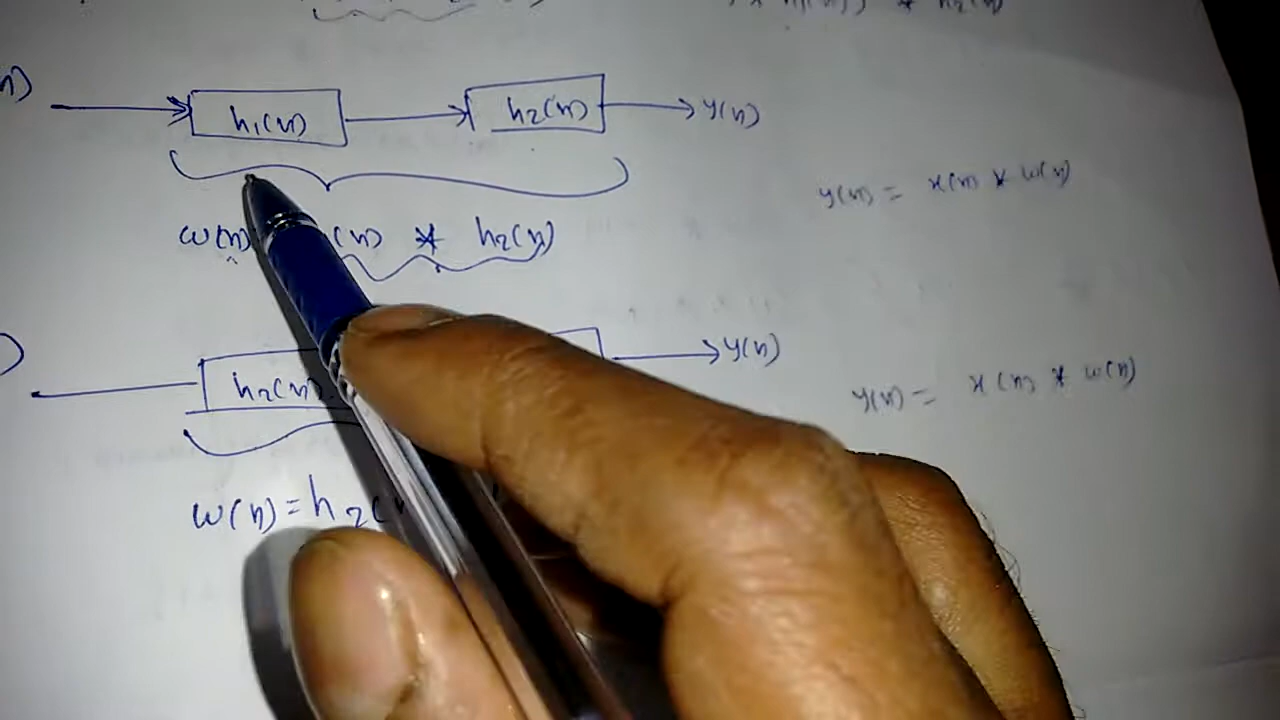 h₁(n) h₂(n) y(n)
y(n) = x(n) * w(n)
w(n) (n) * h₂(n)
h₂(n) y(n)
y(n) = x(n) * w(n)
w(n) = h₂(